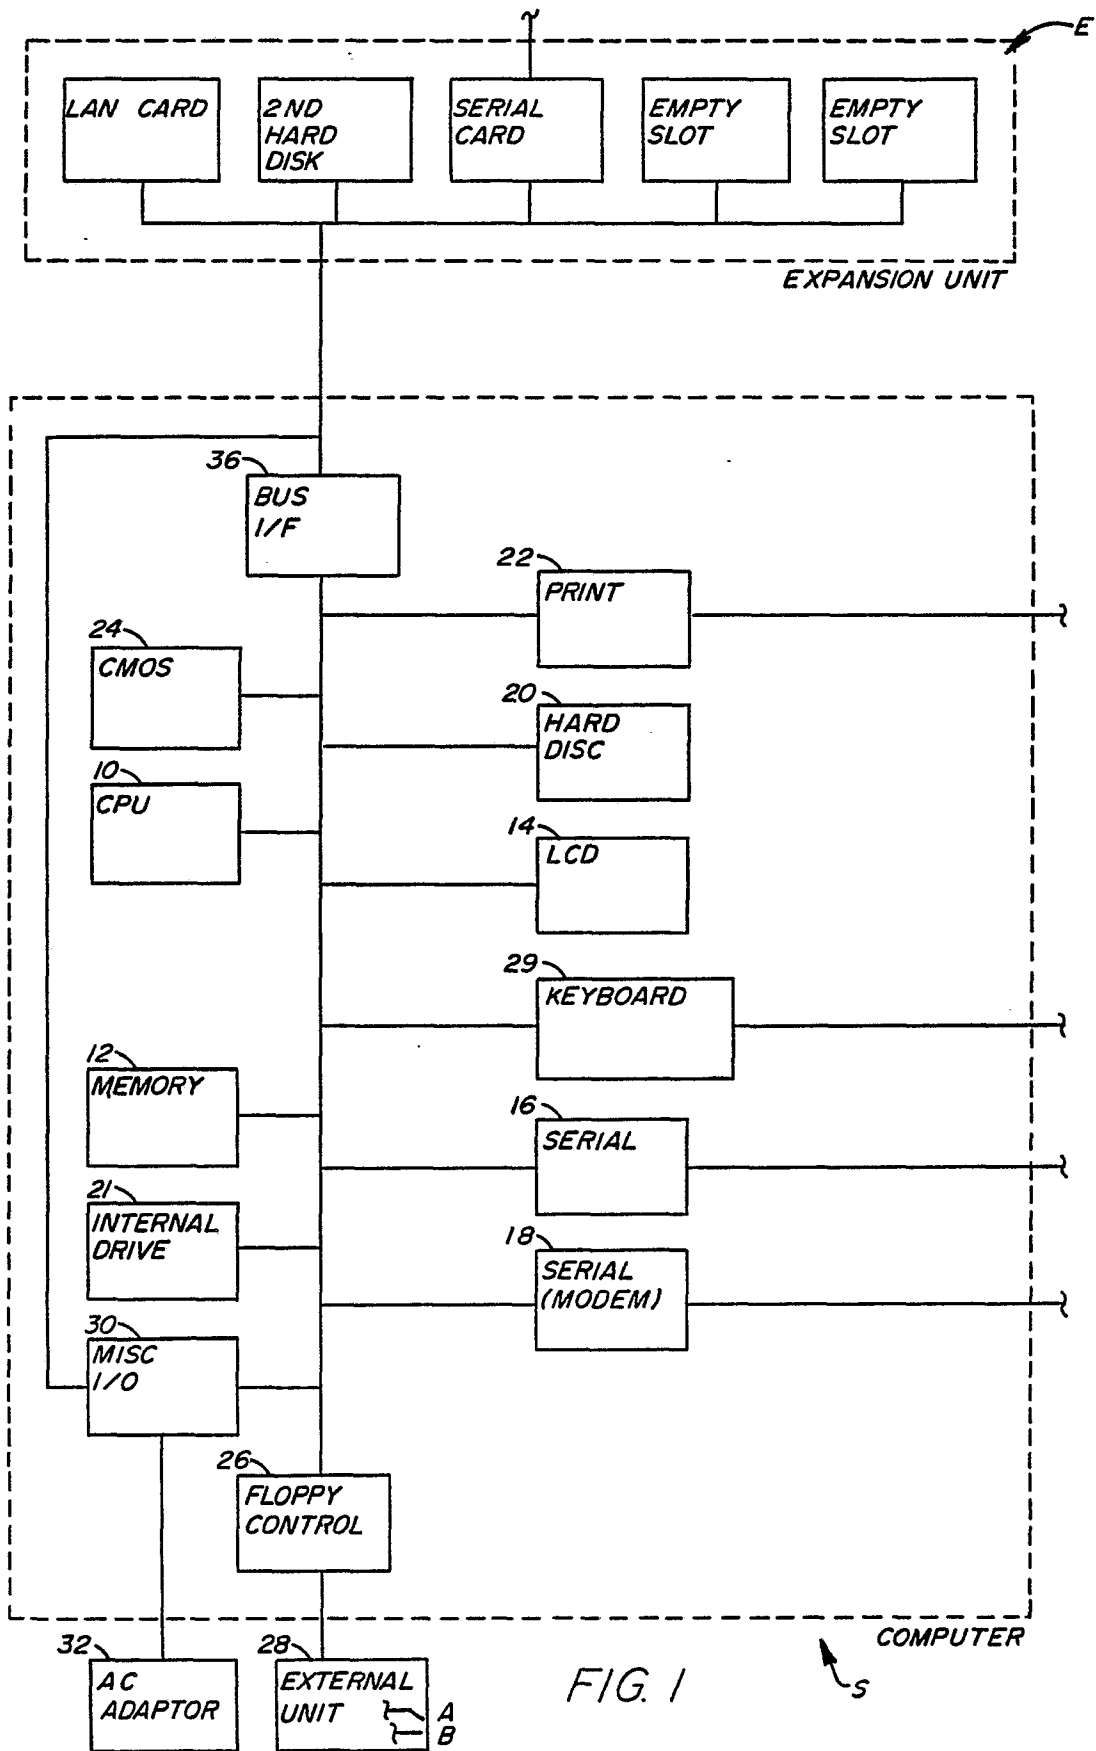 E
LAN CARD
2ND
HARD
DISK
SERIAL
CARD
EMPTY
SLOT
EMPTY
SLOT
EXPANSION UNIT
36
BUS
I/F
22
PRINT
24
CMOS
20
HARD
DISC
10
CPU
14
LCD
29
KEYBOARD
12
MEMORY
16
SERIAL
21
INTERNAL
DRIVE
18
SERIAL
(MODEM)
30
MISC
I/O
26
FLOPPY
CONTROL
COMPUTER
S
32
AC
ADAPTOR
28
EXTERNAL
UNIT
A
B
FIG. 1